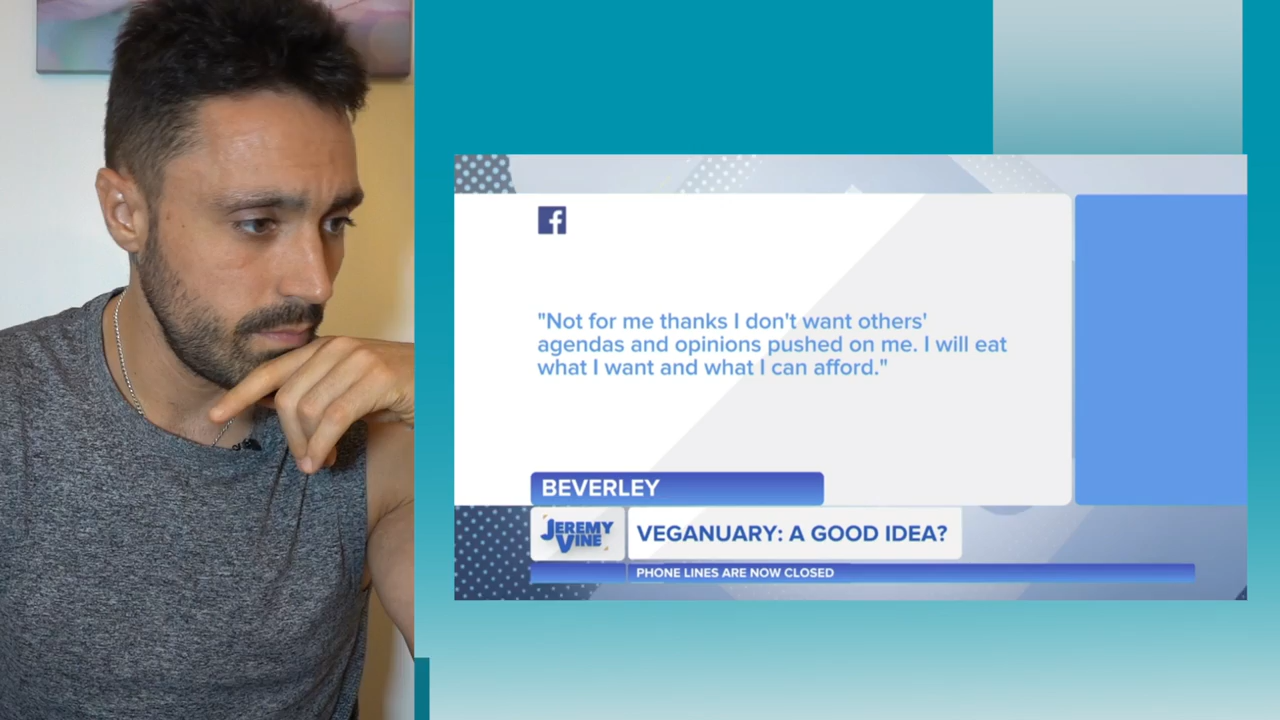 "Not for me thanks I don't want others'
agendas and opinions pushed on me. I will eat
what I want and what I can afford."
BEVERLEY
JEREMY
VINE
VEGANUARY: A GOOD IDEA?
PHONE LINES ARE NOW CLOSED